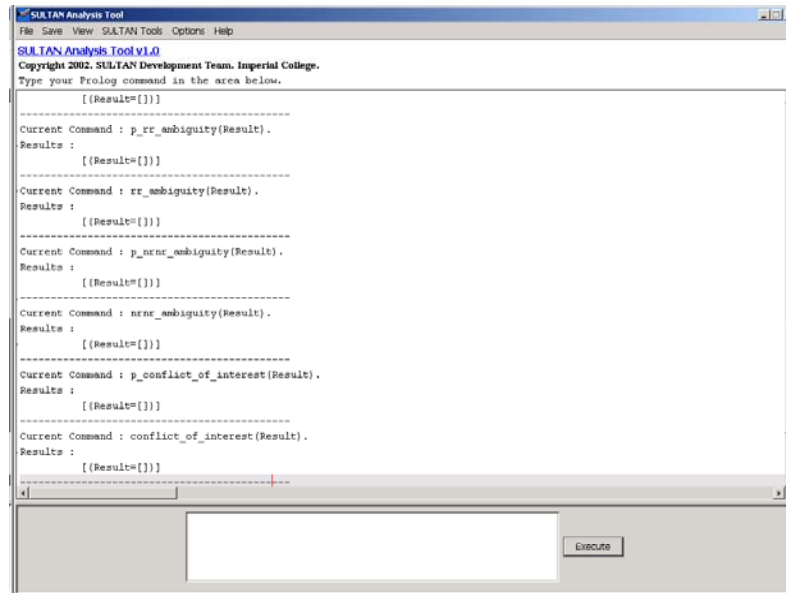 SULTAN Analysis Tool
File Save View SULTAN Tools Options Help
SULTAN Analysis Tool v1.0
Copyright 2002. SULTAN Development Team. Imperial College.
Type your Prolog command in the area below.
[(Result=[])]
--------------------------------------------
Current Command : p_rr_ambiguity(Result).
Results :
[(Result=[])]
--------------------------------------------
Current Command : rr_ambiguity(Result).
Results :
[(Result=[])]
--------------------------------------------
Current Command : p_nrnr_ambiguity(Result).
Results :
[(Result=[])]
--------------------------------------------
Current Command : nrnr_ambiguity(Result).
Results :
[(Result=[])]
--------------------------------------------
Current Command : p_conflict_of_interest(Result).
Results :
[(Result=[])]
--------------------------------------------
Current Command : conflict_of_interest(Result).
Results :
[(Result=[])]
--------------------------------------------
Execute